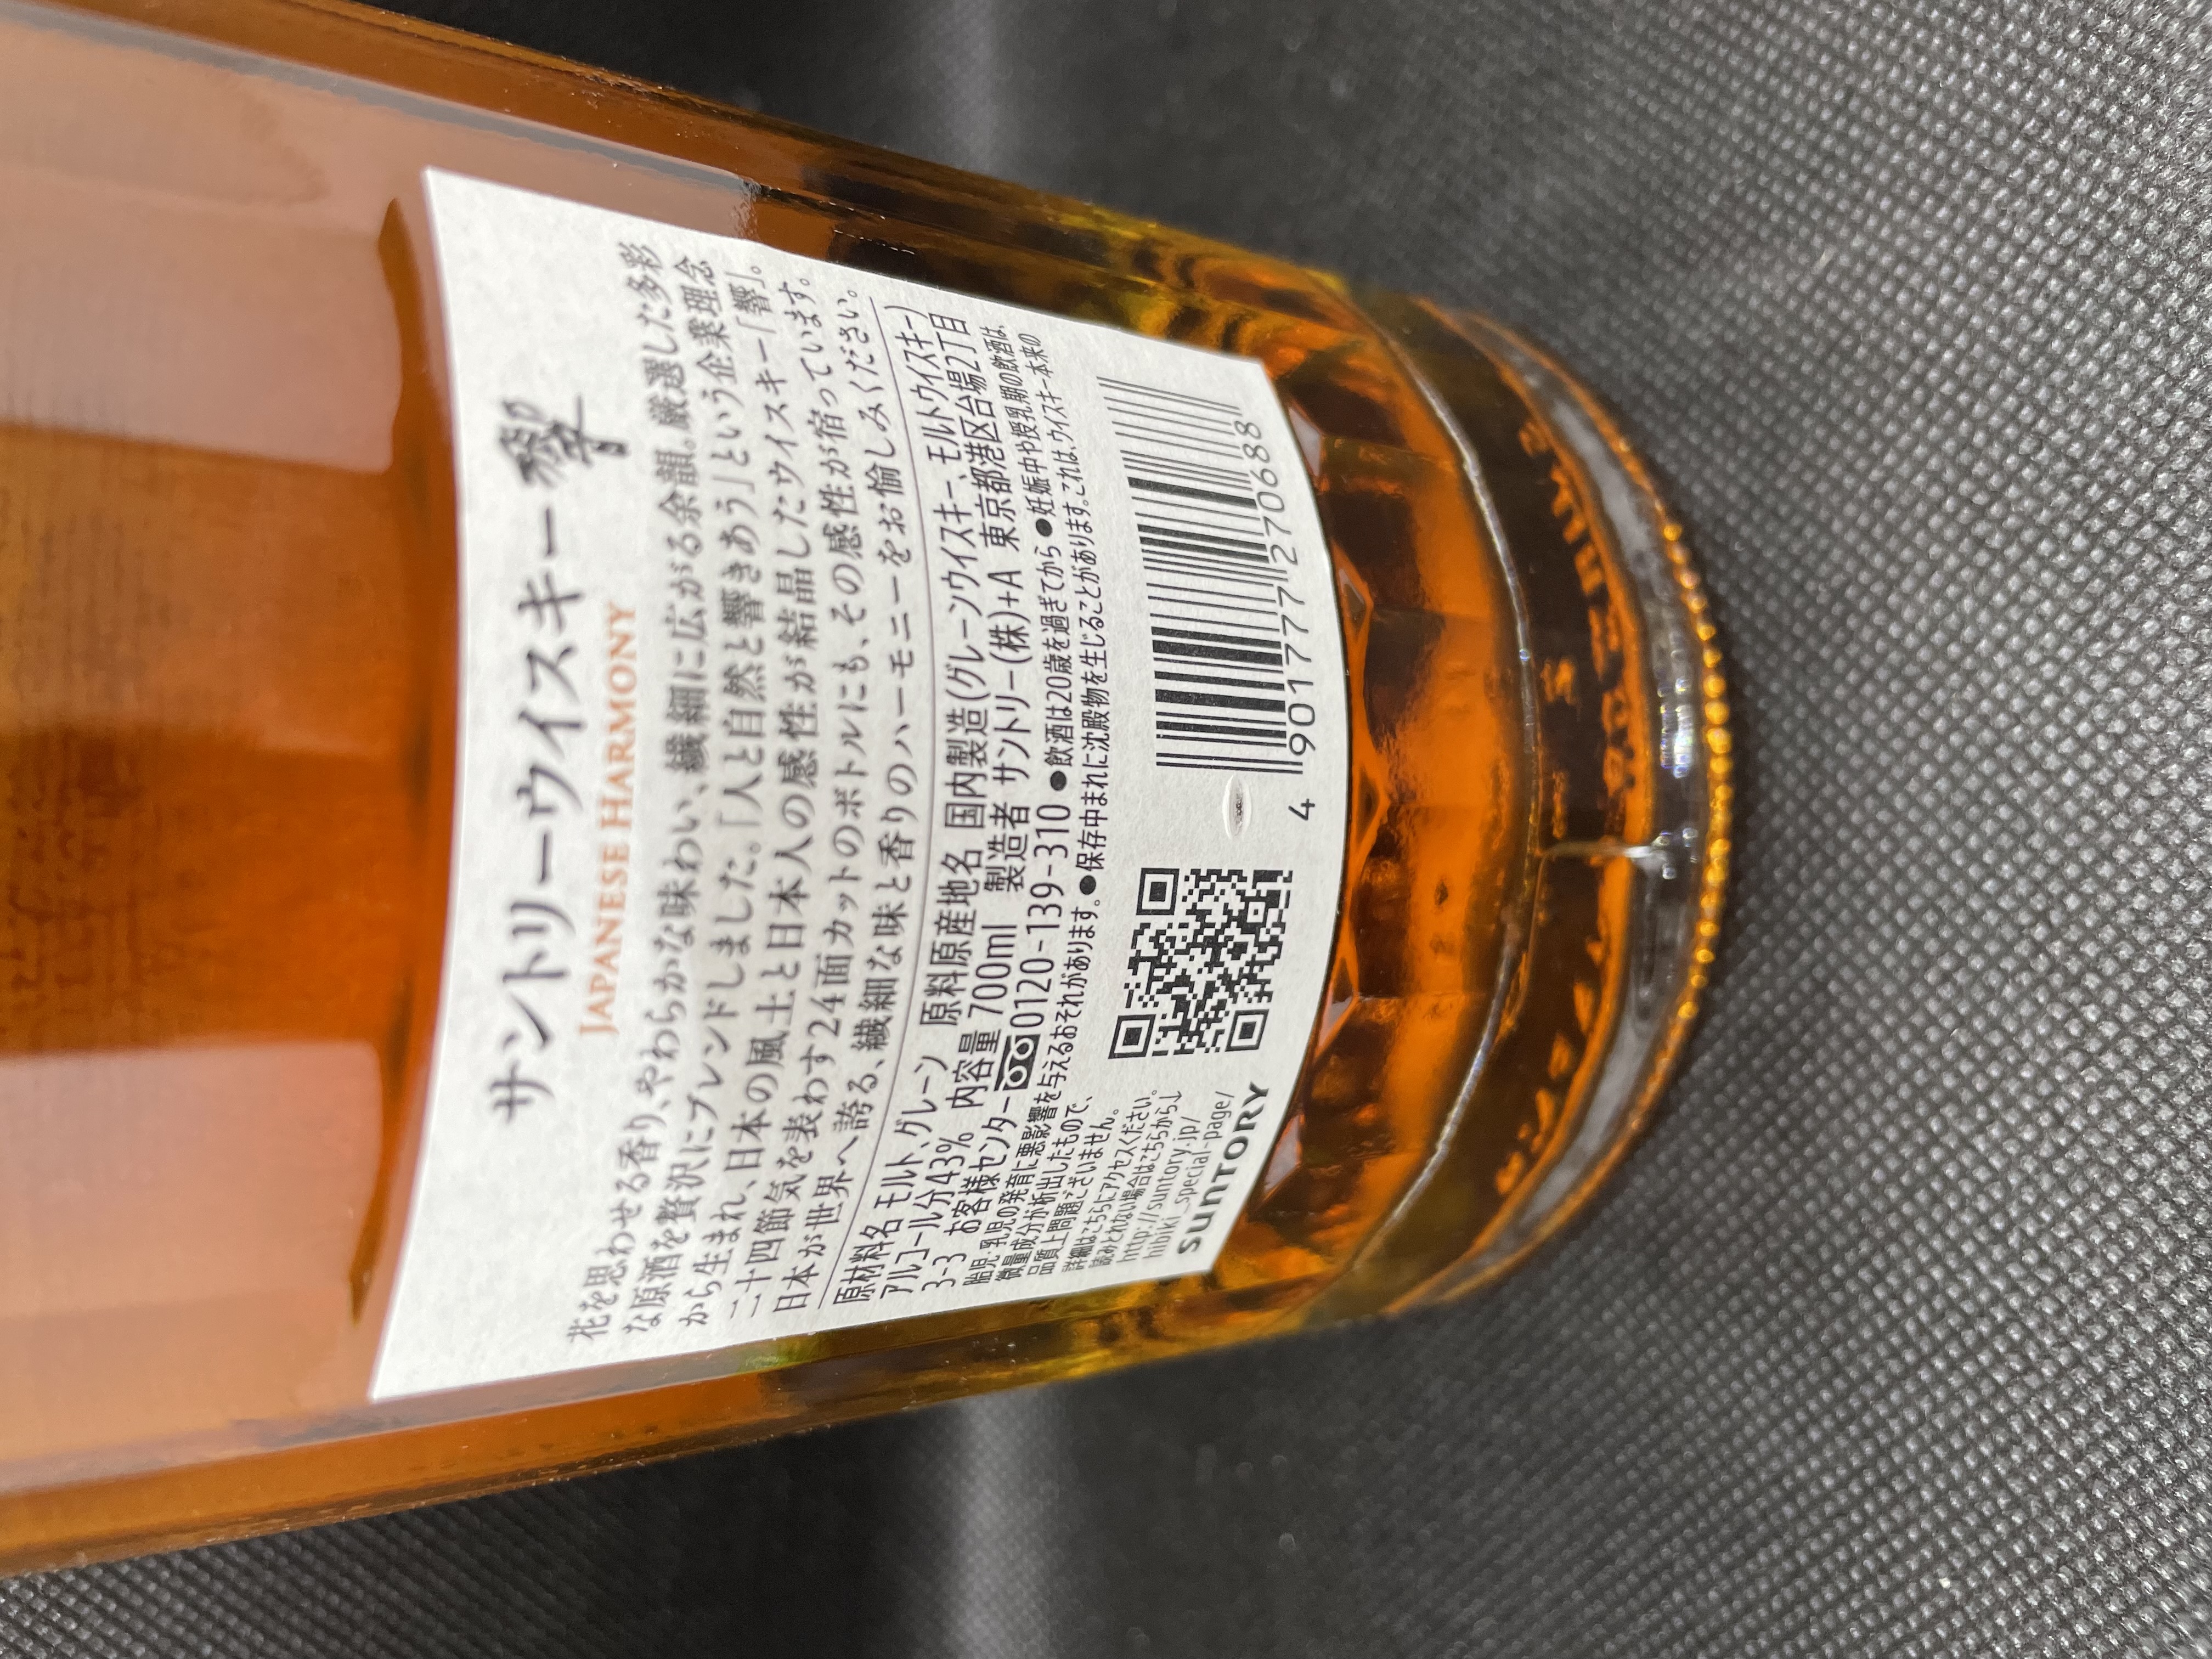 サントリーウイスキー 響
JAPANESE HARMONY
花を思わせる香り、やわらかな味わい、繊細に広がる余韻。厳選した多彩
な原酒を贅沢にブレンドしました。「人と自然と響きあう」という企業理念
から生まれ、日本の風土と日本人の感性が結晶したウイスキー「響」。
二十四節気を表わす24面カットのボトルにも、その感性が宿っています。
日本が世界へ誇る、繊細な味と香りのハーモニーをお愉しみください。
原材料名 モルト、グレーン 原料原産地名 国内製造(グレーンウイスキー、モルトウイスキー)
アルコール分43% 内容量 700ml 製造者 サントリー(株)+A 東京都港区台場2丁目
3-3 お客様センター 0120-139-310 ●飲酒は20歳を過ぎてから ●妊娠中や授乳期の飲酒は、
胎児・乳児の発育に悪影響を与えるおそれがあります。●保存中まれに沈殿物を生じることがあります。これは、ウイスキー本来の
微量成分が析出したもので、
品質上問題ございません。
詳細はこちらにアクセスください。
読みとれない場合はこちらから↓
http://suntory.jp/
hibiki_special-page/
SUNTORY
4 901777 270688